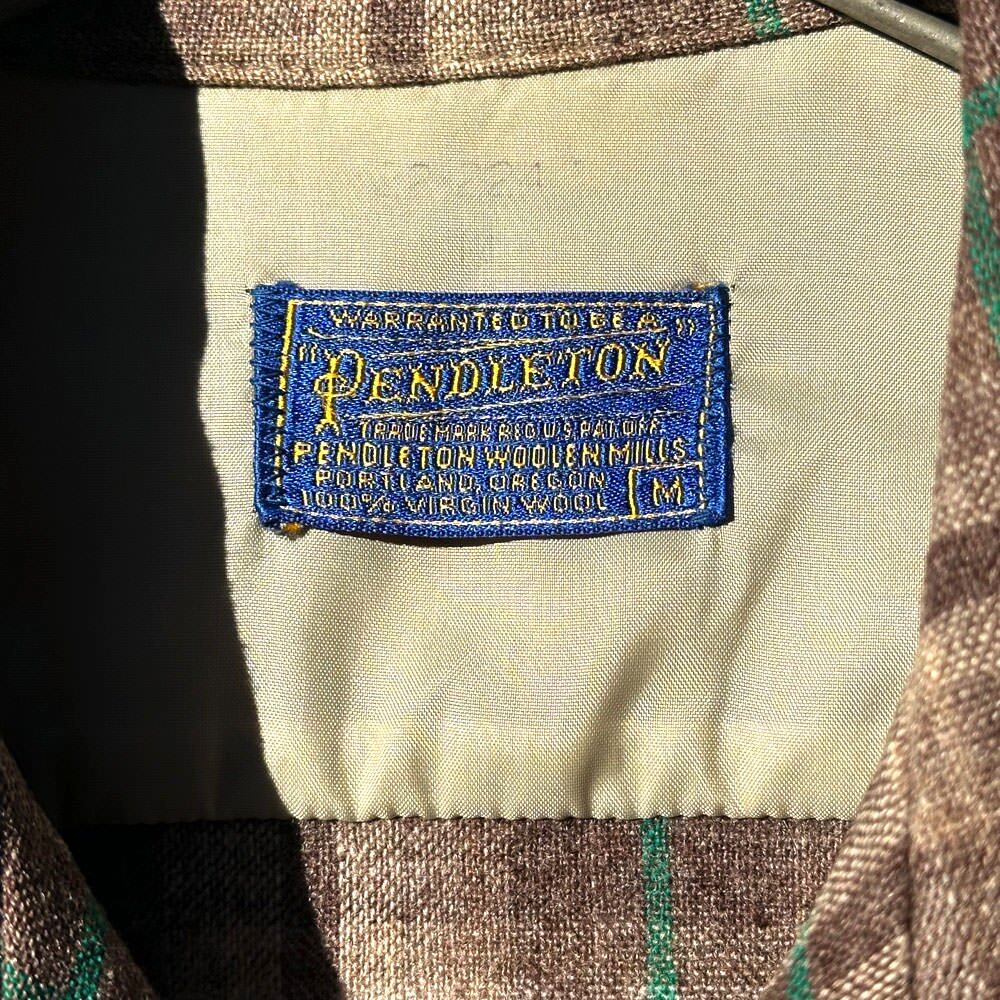 WARRANTED TO BE A
"PENDLETON"
TRADE MARK REG U.S. PAT OFF.
PENDLETON WOOLEN MILLS
PORTLAND, OREGON
100% VIRGIN WOOL
M